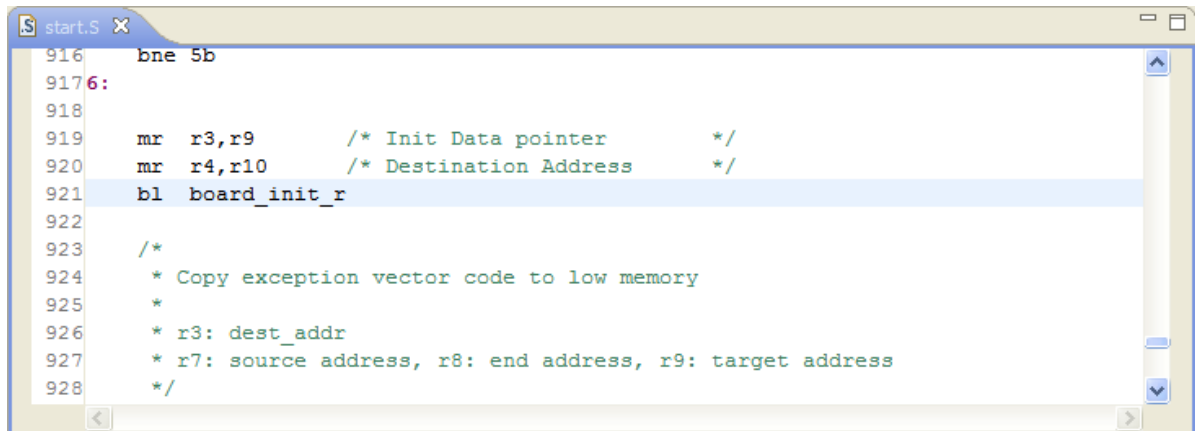 start.S
916 bne 5b
917 6:
918
919 mr r3,r9 /* Init Data pointer */
920 mr r4,r10 /* Destination Address */
921 bl board_init_r
922
923 /*
924 * Copy exception vector code to low memory
925 *
926 * r3: dest_addr
927 * r7: source address, r8: end address, r9: target address
928 */